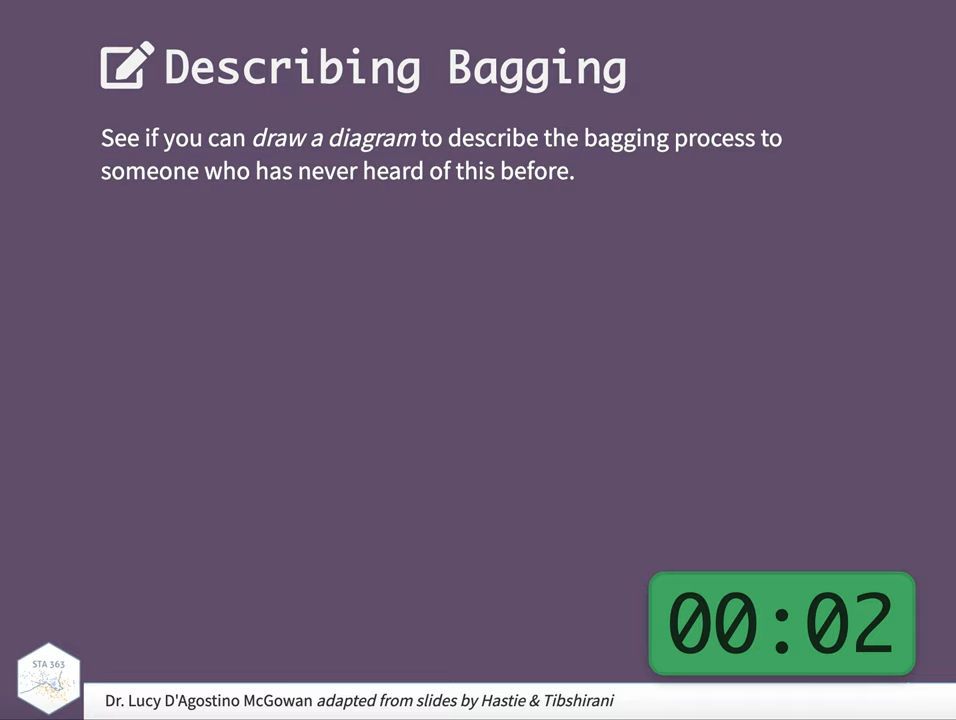 Describing Bagging
See if you can draw a diagram to describe the bagging process to
someone who has never heard of this before.
00:02
STA 363
Dr. Lucy D'Agostino McGowan adapted from slides by Hastie & Tibshirani